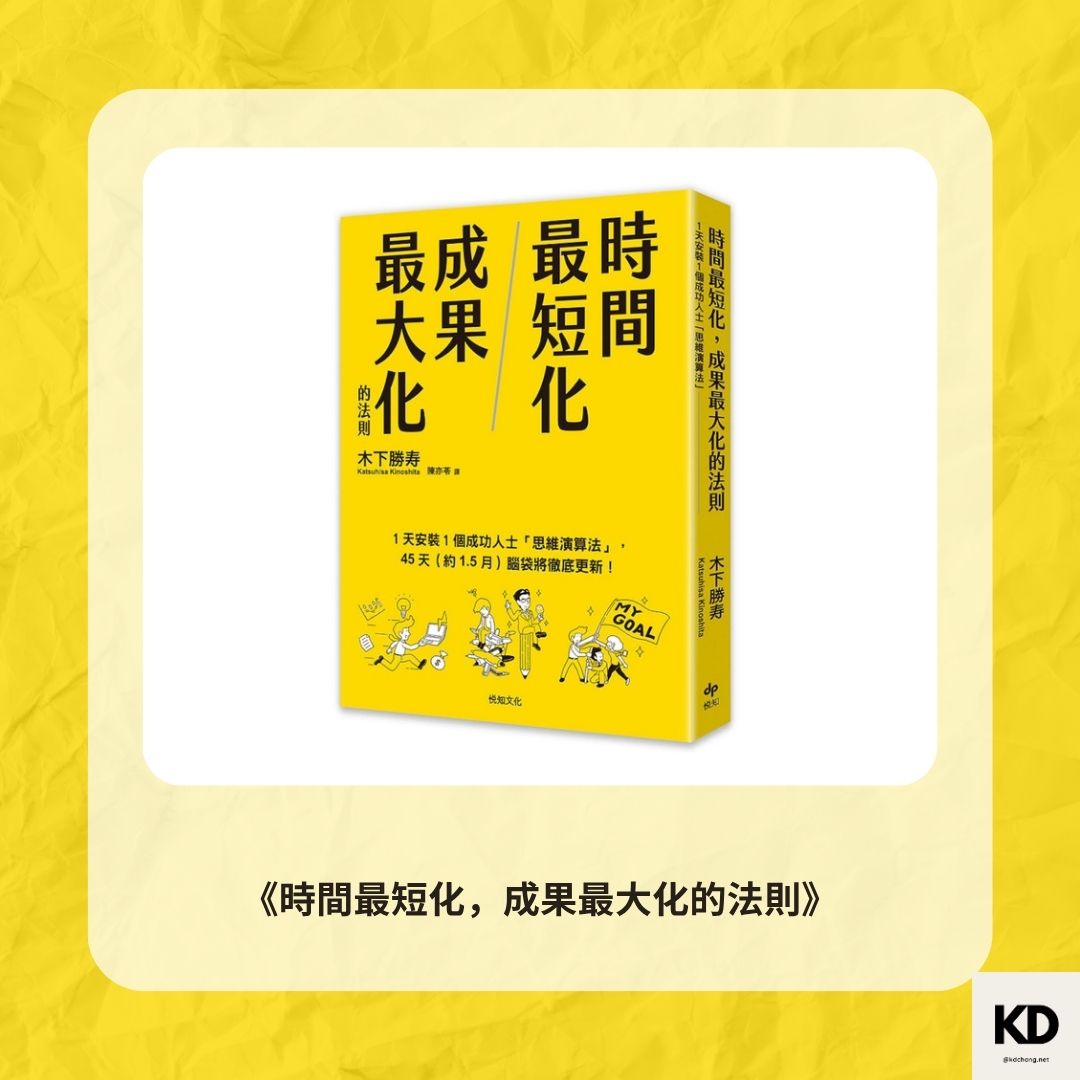 時間
最短化
成果
最大化
的法則
木下勝寿
Katsuhisa Kinoshita 陳亦苓 譯
1天安裝1個成功人士「思維演算法」，
45天（約1.5月）腦袋將徹底更新！
MY
GOAL
悦知文化
時間最短化，成果最大化的法則
1天安裝1個成功人士「思維演算法」
木下勝寿
Katsuhisa Kinoshita
dp
悦知
《時間最短化，成果最大化的法則》
KD
@kdchong.net